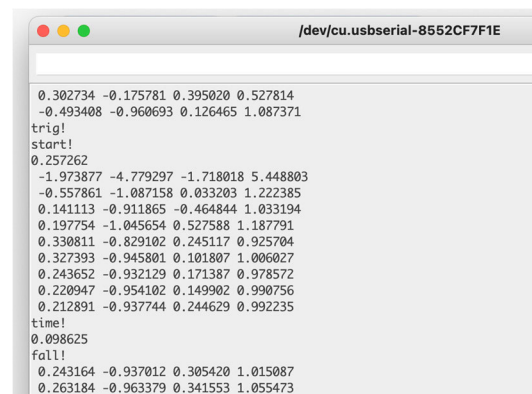 /dev/cu.usbserial-8552CF7F1E
0.302734 -0.175781 0.395020 0.527814
-0.493408 -0.960693 0.126465 1.087371
trig!
start!
0.257262
-1.973877 -4.779297 -1.718018 5.448803
-0.557861 -1.087158 0.033203 1.222385
0.141113 -0.911865 -0.464844 1.033194
0.197754 -1.045654 0.527588 1.187791
0.330811 -0.829102 0.245117 0.925704
0.327393 -0.945801 0.101807 1.006027
0.243652 -0.932129 0.171387 0.978572
0.220947 -0.954102 0.149902 0.990756
0.212891 -0.937744 0.244629 0.992235
time!
0.098625
fall!
0.243164 -0.937012 0.305420 1.015087
0.263184 -0.963379 0.341553 1.055473